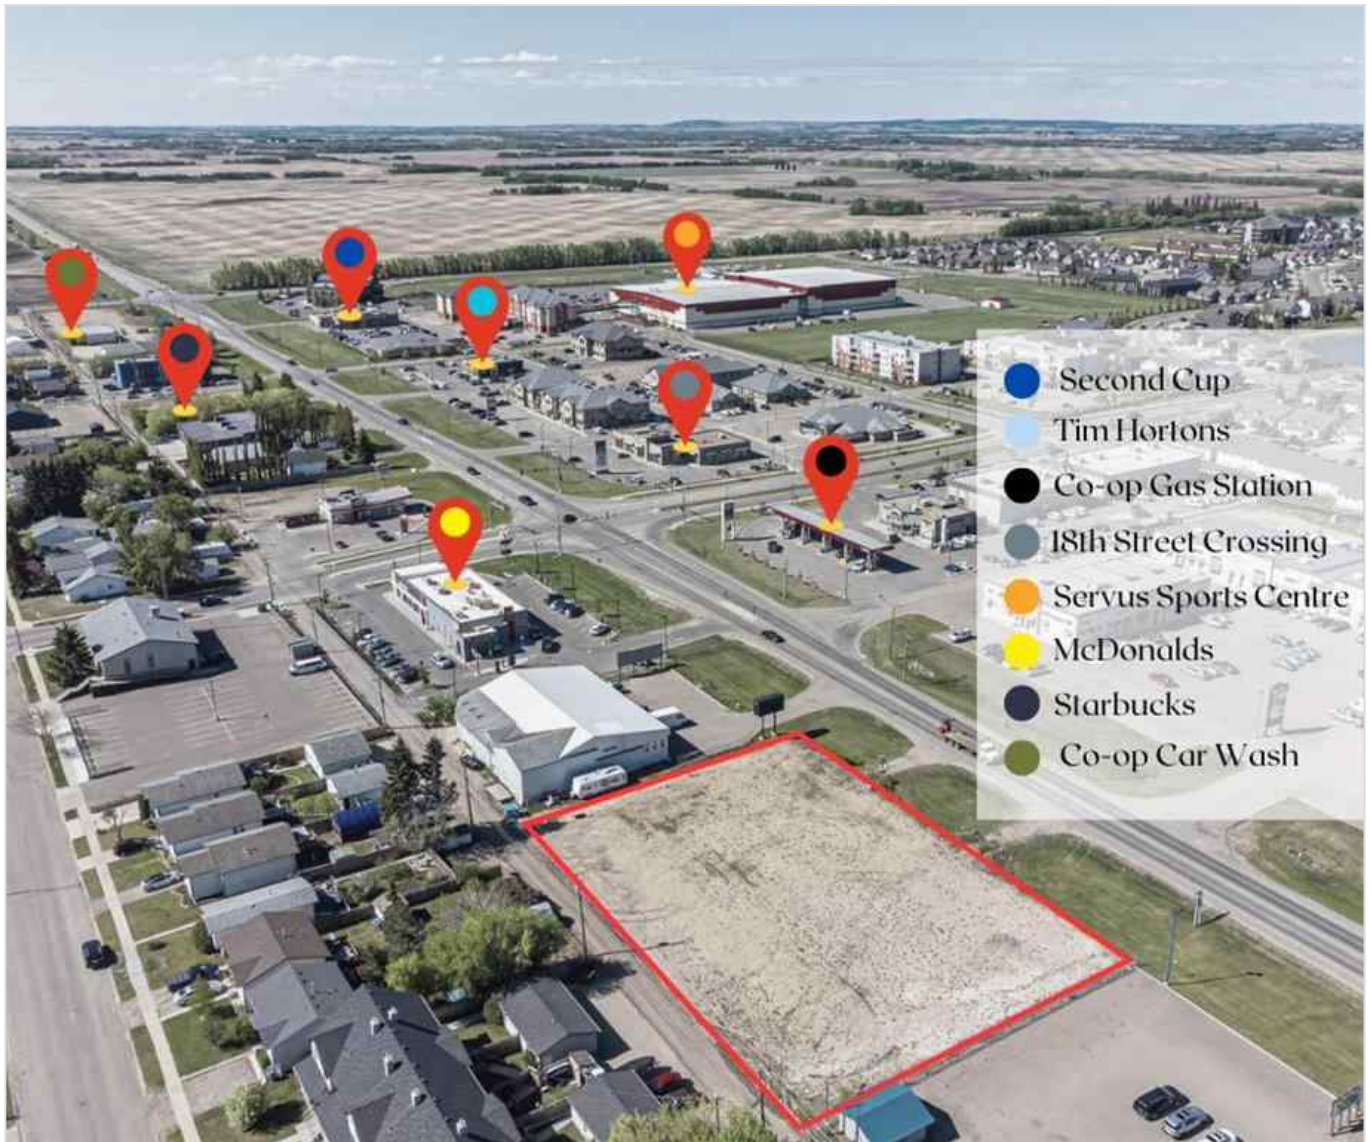 Second Cup
Tim Hortons
Co-op Gas Station
18th Street Crossing
Servus Sports Centre
McDonalds
Starbucks
Co-op Car Wash